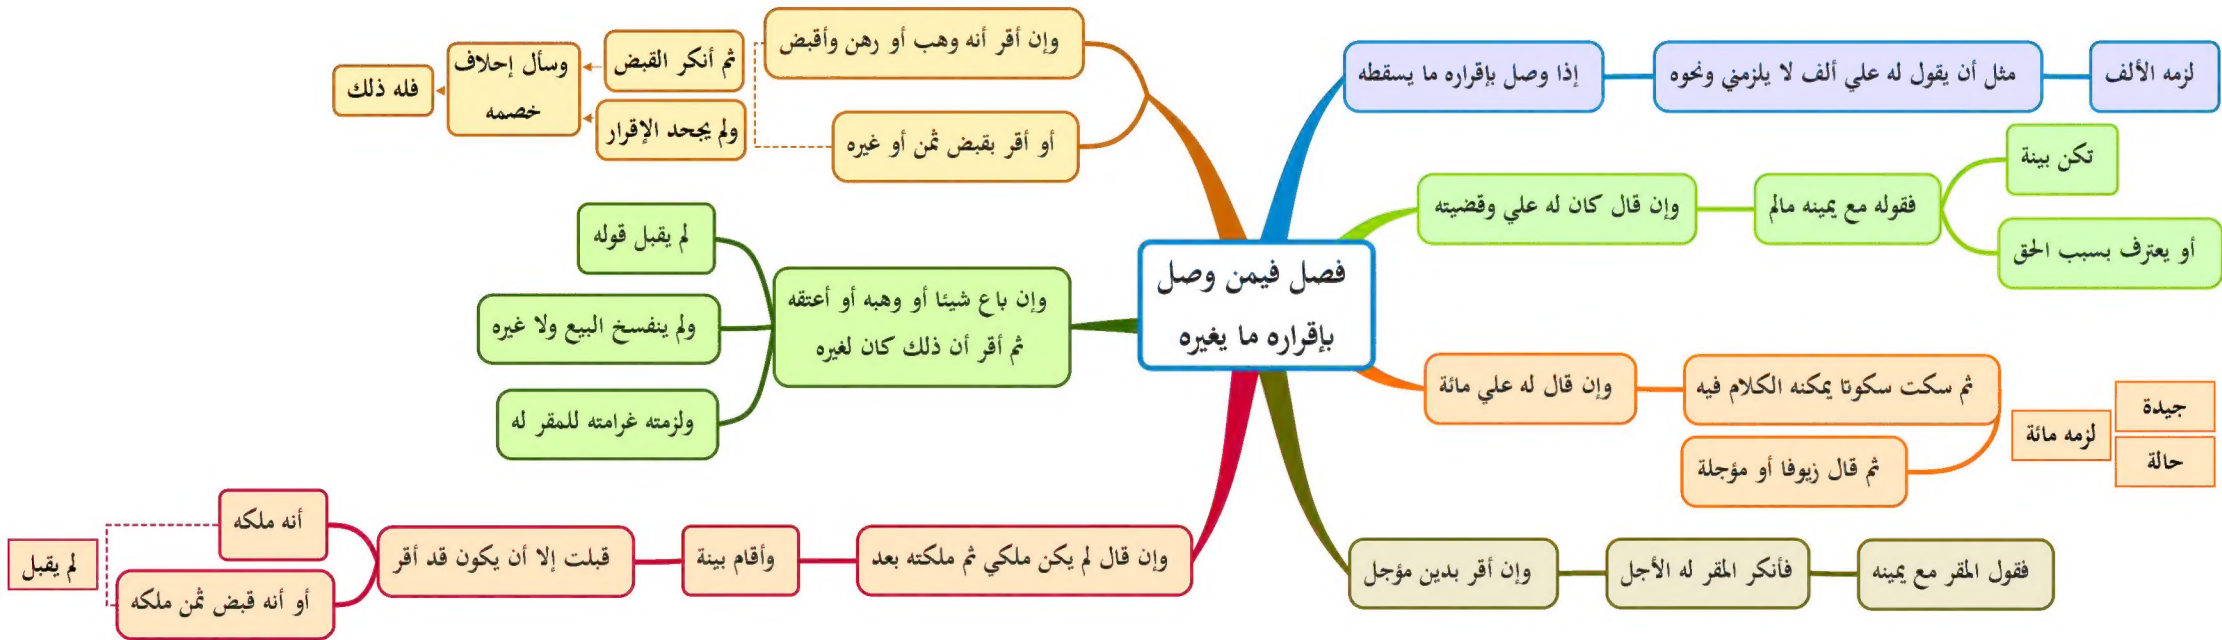 فصل فيمن وصل
بإقراره ما يغيره
إذا وصل بإقراره ما يسقطه
مثل أن يقول له علي ألف لا يلزمني ونحوه
لزمه الألف
وإن قال كان له علي وقضيته
فقوله مع يمينه مالم
تكن بينة
أو يعترف بسبب الحق
وإن قال له علي مائة
ثم سكت سكوتا يمكنه الكلام فيه
ثم قال زيوفا أو مؤجلة
لزمه مائة
جيدة
حالة
وإن أقر بدين مؤجل
فأنكر المقر له الأجل
فقول المقر مع يمينه
وإن أقر أنه وهب أو رهن وأقبض
أو أقر بقبض ثمن أو غيره
ثم أنكر القبض
ولم يجحد الإقرار
وسأل إحلاف
خصمه
فله ذلك
وإن باع شيئا أو وهبه أو أعتقه
ثم أقر أن ذلك كان لغيره
لم يقبل قوله
ولم ينفسخ البيع ولا غيره
ولزمته غرامته للمقر له
وإن قال لم يكن ملكي ثم ملكته بعد
وأقام بينة
قبلت إلا أن يكون قد أقر
أنه ملكه
أو أنه قبض ثمن ملكه
لم يقبل